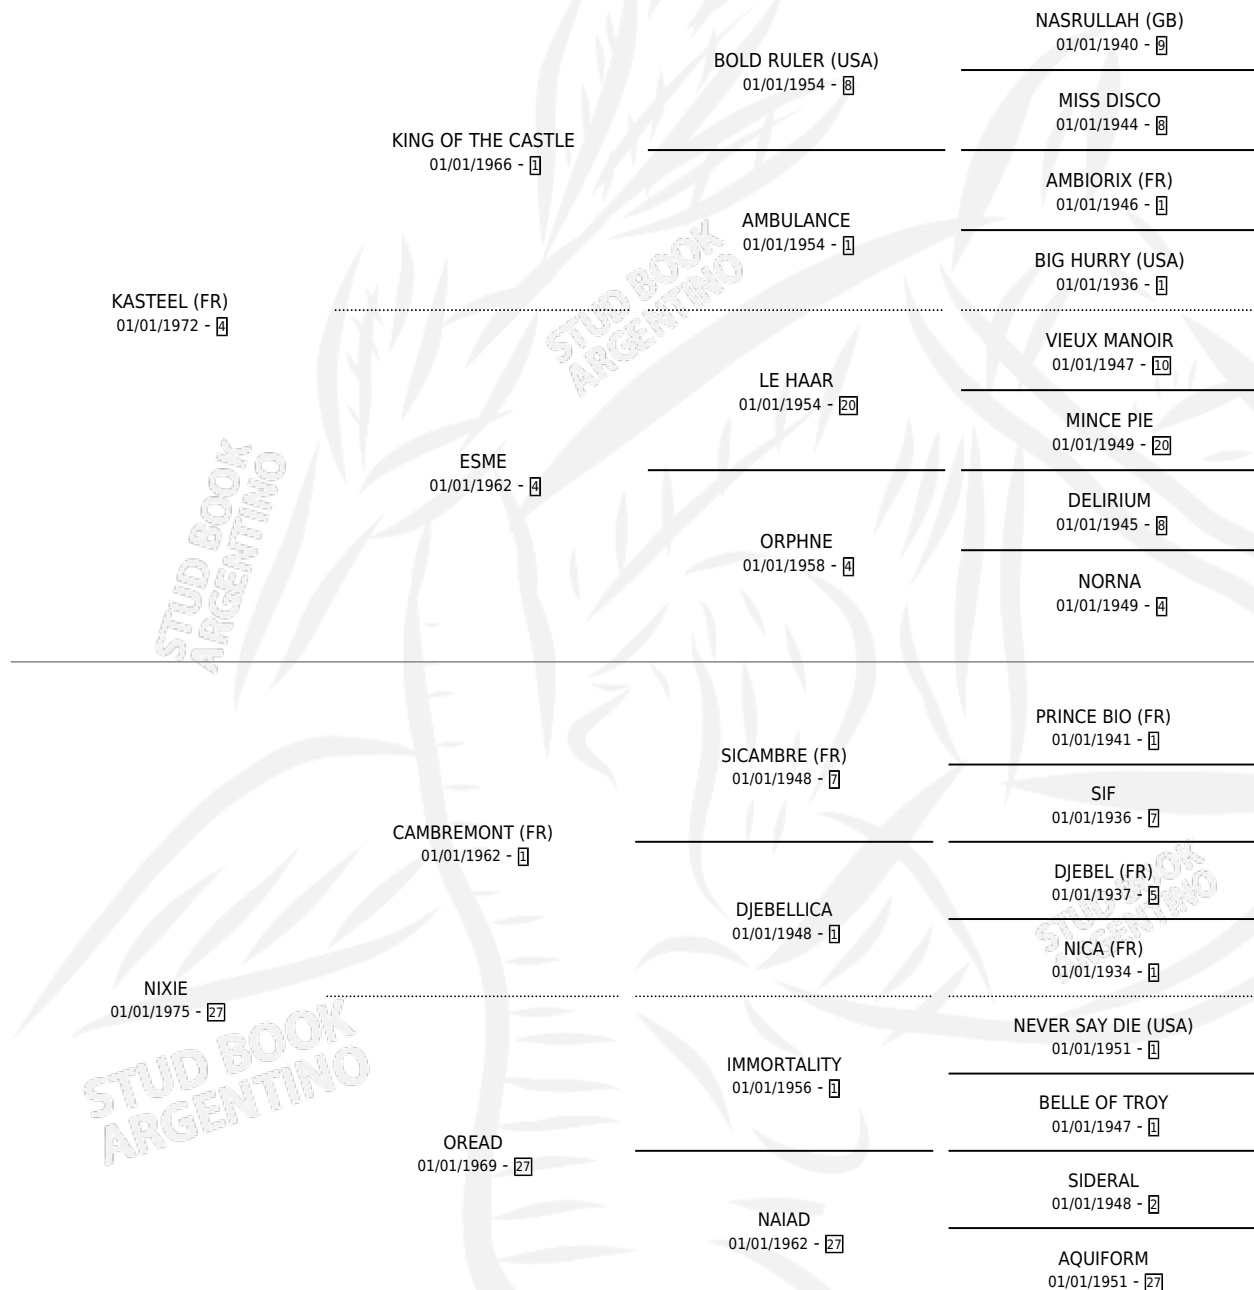 NASRULLAH (GB)
01/01/1940 - 9
BOLD RULER (USA)
01/01/1954 - 8
MISS DISCO
01/01/1944 - 8
KING OF THE CASTLE
01/01/1966 - 1
AMBIORIX (FR)
01/01/1946 - 1
AMBULANCE
01/01/1954 - 1
BIG HURRY (USA)
01/01/1936 - 1
KASTEEL (FR)
01/01/1972 - 4
VIEUX MANOIR
01/01/1947 - 10
LE HAAR
01/01/1954 - 20
MINCE PIE
01/01/1949 - 20
ESME
01/01/1962 - 4
DELIRIUM
01/01/1945 - 8
ORPHNE
01/01/1958 - 4
NORNA
01/01/1949 - 4
PRINCE BIO (FR)
01/01/1941 - 1
SICAMBRE (FR)
01/01/1948 - 7
SIF
01/01/1936 - 7
CAMBREMONT (FR)
01/01/1962 - 1
DJEBEL (FR)
01/01/1937 - 5
DJEBELLICA
01/01/1948 - 1
NICA (FR)
01/01/1934 - 1
NIXIE
01/01/1975 - 27
NEVER SAY DIE (USA)
01/01/1951 - 1
IMMORTALITY
01/01/1956 - 1
BELLE OF TROY
01/01/1947 - 1
OREAD
01/01/1969 - 27
SIDERAL
01/01/1948 - 2
NAIAD
01/01/1962 - 27
AQUIFORM
01/01/1951 - 27
STUD BOOK
ARGENTINO
STUD BOOK
ARGENTINO
STUD BOOK
ARGENTINO
STUD BOOK
ARGENTINO